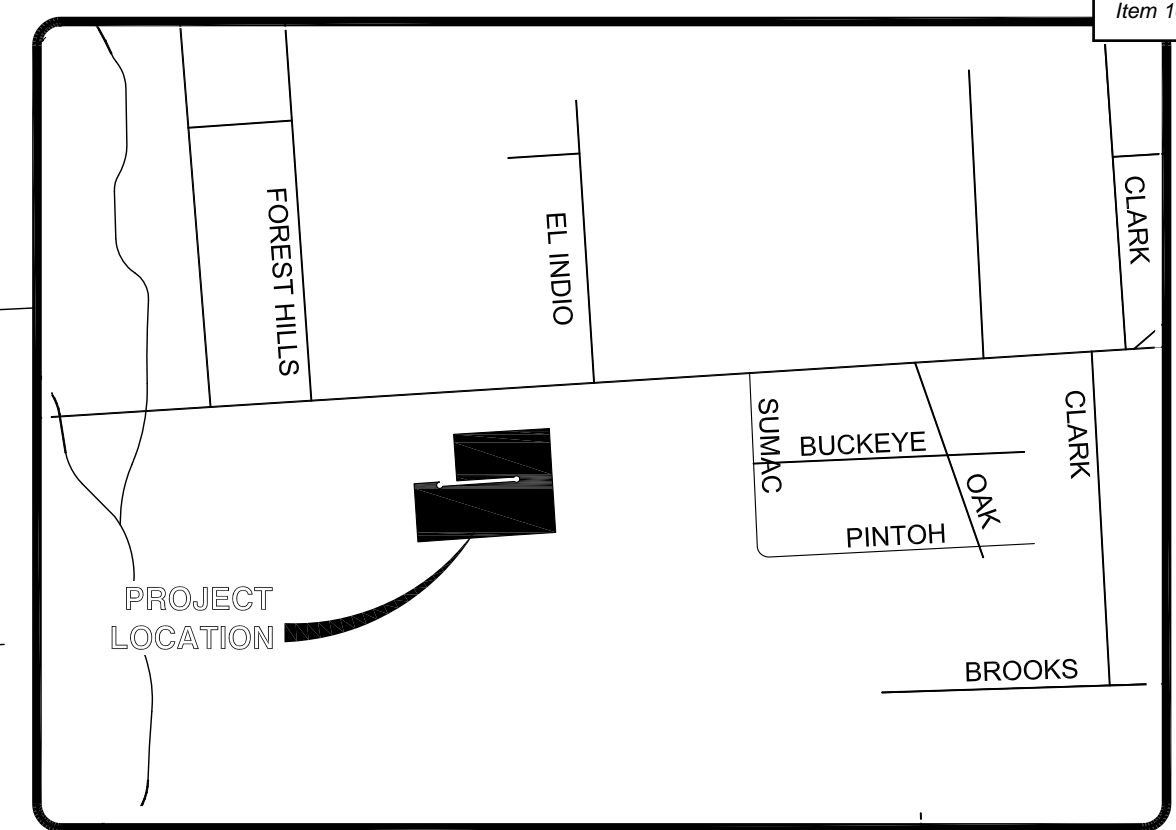 Item 1
FOREST HILLS
EL INDIO
CLARK
SUMAC
BUCKEYE
OAK
CLARK
PINTOH
PROJECT
LOCATION
BROOKS